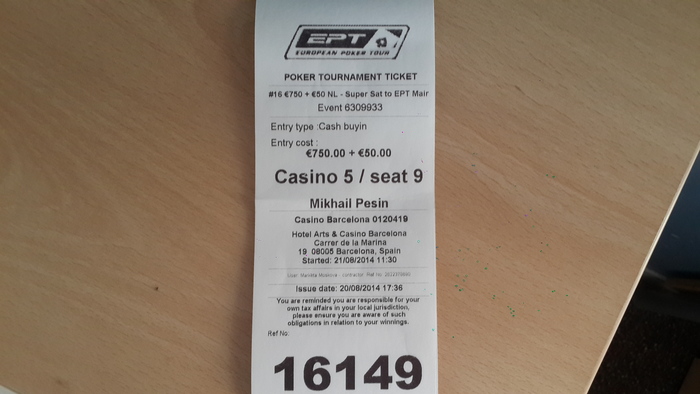 EPT
EUROPEAN POKER TOUR
POKER TOURNAMENT TICKET
#16 €750 + €50 NL - Super Sat to EPT Mair
Event 6309933
Entry type :Cash buyin
Entry cost :
€750.00 + €50.00
Casino 5 / seat 9
Mikhail Pesin
Casino Barcelona 0120419
Hotel Arts & Casino Barcelona
Carrer de la Marina
19 08005 Barcelona, Spain
Started: 21/08/2014 11:30
Issue date: 20/08/2014 17:36
You are reminded you are responsible for your
own tax affairs in your local jurisdiction,
please ensure you are aware of such
obligations in relation to your winnings.
Ref No:
16149